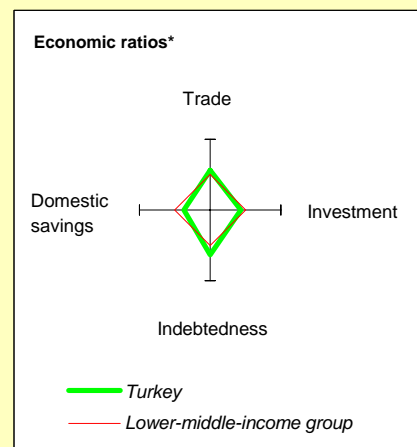 Economic ratios*
Trade
Domestic
savings
Investment
Indebtedness
Turkey
Lower-middle-income group